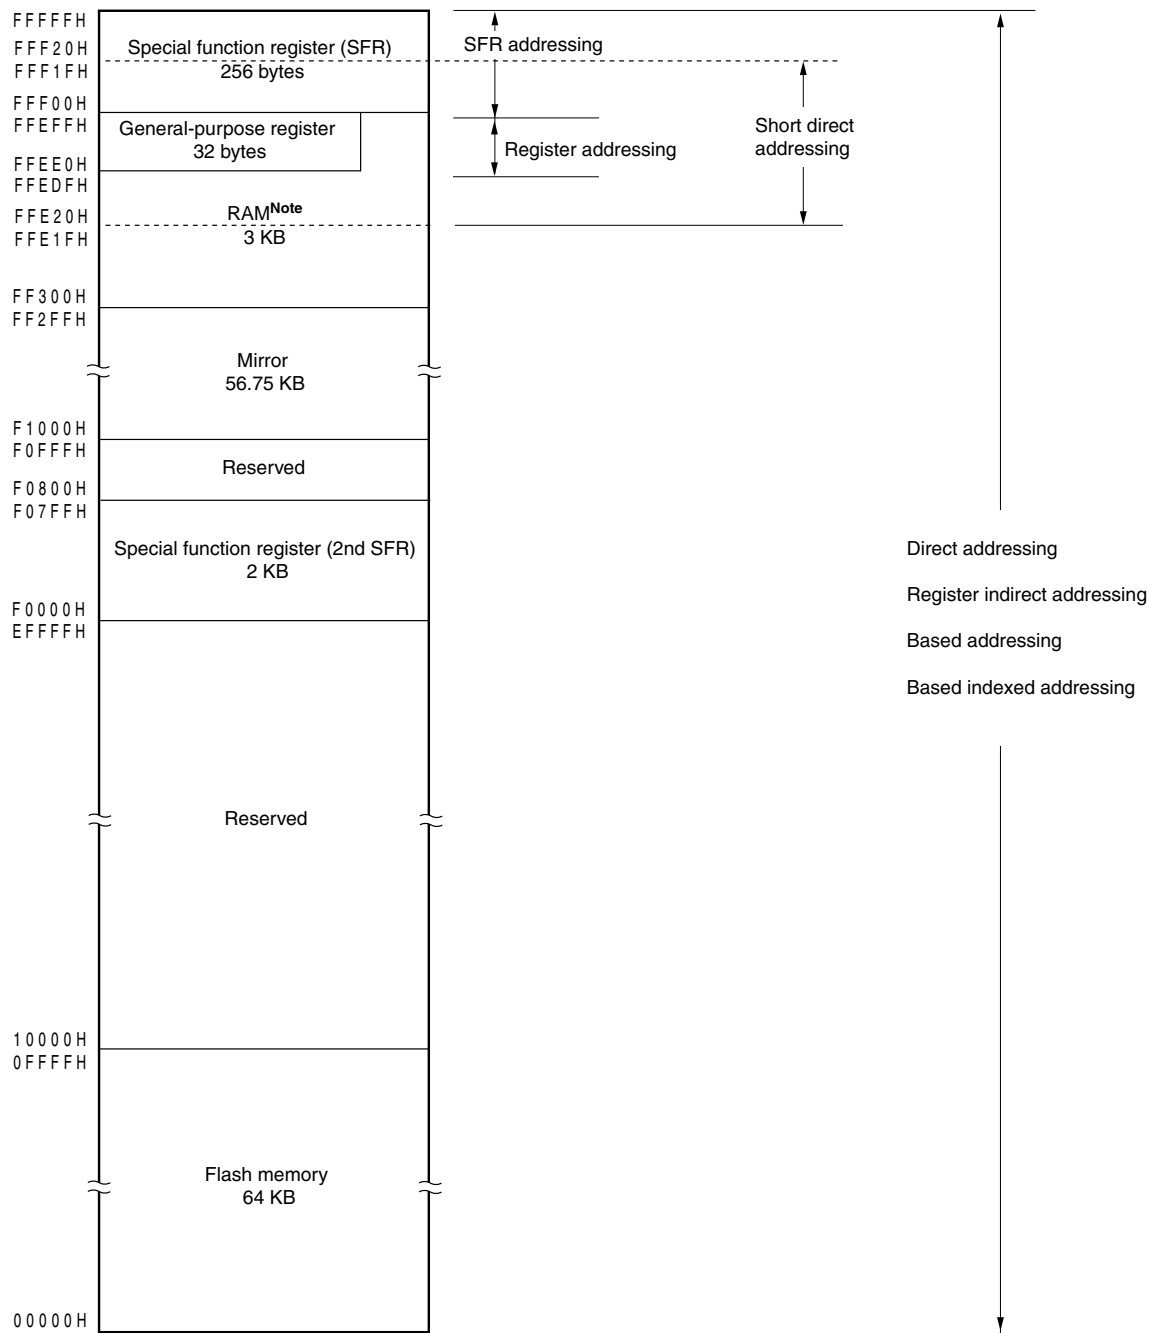 FFFFFH
FFF20H
FFF1FH
FFF00H
FFEFFH
FFEE0H
FFEDFH
FFE20H
FFE1FH
FF300H
FF2FFH
F1000H
F0FFFH
F0800H
F07FFH
F0000H
EFFFFH
10000H
0FFFFH
00000H
Special function register (SFR)
256 bytes
General-purpose register
32 bytes
RAMNote
3 KB
Mirror
56.75 KB
Reserved
Special function register (2nd SFR)
2 KB
Reserved
Flash memory
64 KB
SFR addressing
Register addressing
Short direct
addressing
Direct addressing
Register indirect addressing
Based addressing
Based indexed addressing